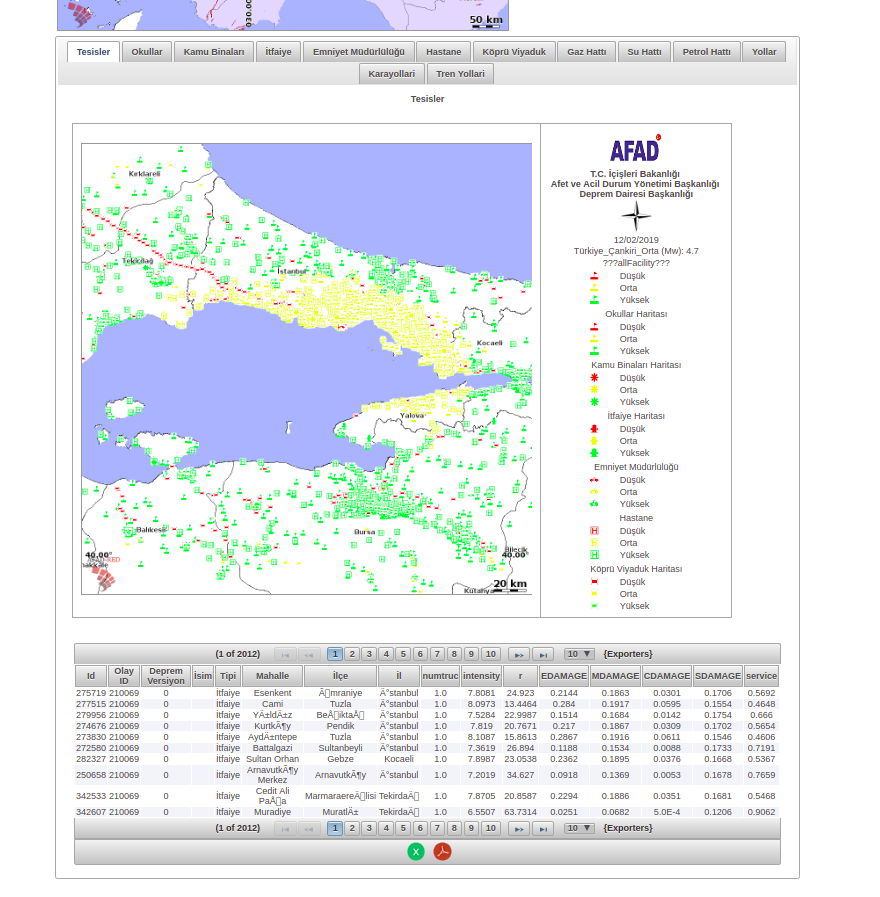 030.00
50 km
Tesisler Okullar Kamu Binaları İtfaiye Emniyet Müdürlülüğü Hastane Köprü Viyaduk Gaz Hattı Su Hattı Petrol Hattı Yollar
Karayollari Tren Yollari
Tesisler
Kırklareli
Tekirdağ
İstanbul
Kocaeli
Yalova
Balıkesir
Bursa
Bilecik
40.00°
40.00°
20 km
Kütahya
AFAD
T.C. İçişleri Bakanlığı
Afet ve Acil Durum Yönetimi Başkanlığı
Deprem Dairesi Başkanlığı
12/02/2019
Türkiye_Çankiri_Orta (Mw): 4.7
???allFacility???
Düşük
Orta
Yüksek
Okullar Haritası
Düşük
Orta
Yüksek
Kamu Binaları Haritası
Düşük
Orta
Yüksek
İtfaiye Haritası
Düşük
Orta
Yüksek
Emniyet Müdürlülüğü
Düşük
Orta
Yüksek
Hastane
Düşük
Orta
Yüksek
Köprü Viyaduk Haritası
Düşük
Orta
Yüksek
(1 of 2012) 1 2 3 4 5 6 7 8 9 10 10 {Exporters}
Id Olay ID Deprem Versiyon İsim Tipi Mahalle İlçe İl numtruc intensity r EDAMAGE MDAMAGE CDAMAGE SDAMAGE service
275719 210069 0 İtfaiye Esenkent Ã▯mraniye Ä°stanbul 1.0 7.8081 24.923 0.2144 0.1863 0.0301 0.1706 0.5692
277515 210069 0 İtfaiye Cami Tuzla Ä°stanbul 1.0 8.0973 13.4464 0.284 0.1917 0.0595 0.1554 0.4648
279956 210069 0 İtfaiye YÄ±ldÄ±z BeÅ▯iktaÅ▯ Ä°stanbul 1.0 7.5284 22.9987 0.1514 0.1684 0.0142 0.1754 0.666
274676 210069 0 İtfaiye KurtkÃ¶y Pendik Ä°stanbul 1.0 7.819 20.7671 0.217 0.1867 0.0309 0.1702 0.5654
273830 210069 0 İtfaiye AydÄ±ntepe Tuzla Ä°stanbul 1.0 8.1087 15.8613 0.2867 0.1916 0.0611 0.1546 0.4606
272580 210069 0 İtfaiye Battalgazi Sultanbeyli Ä°stanbul 1.0 7.3619 26.894 0.1188 0.1534 0.0088 0.1733 0.7191
282327 210069 0 İtfaiye Sultan Orhan Gebze Kocaeli 1.0 7.8987 23.0538 0.2362 0.1895 0.0376 0.1668 0.5367
250658 210069 0 İtfaiye ArnavutkÃ¶y Merkez ArnavutkÃ¶y Ä°stanbul 1.0 7.2019 34.627 0.0918 0.1369 0.0053 0.1678 0.7659
342533 210069 0 İtfaiye Cedit Ali PaÅ▯a MarmaraereÄ▯lisi TekirdaÄ▯ 1.0 7.8705 20.8587 0.2294 0.1886 0.0351 0.1681 0.5468
342607 210069 0 İtfaiye Muradiye MuratlÄ± TekirdaÄ▯ 1.0 6.5507 63.7314 0.0251 0.0682 5.0E-4 0.1206 0.9062
(1 of 2012) 1 2 3 4 5 6 7 8 9 10 10 {Exporters}